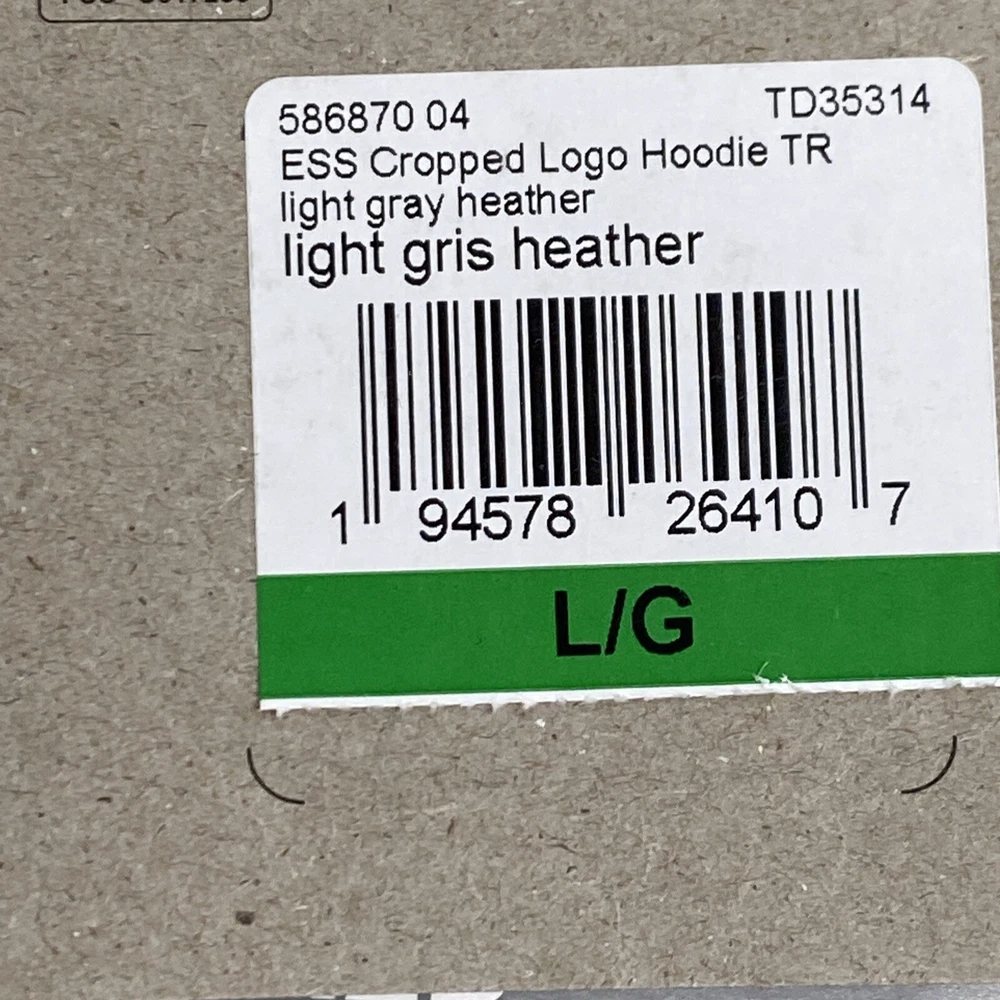 586870 04 TD35314
ESS Cropped Logo Hoodie TR
light gray heather
light gris heather
1 94578 26410 7
L/G